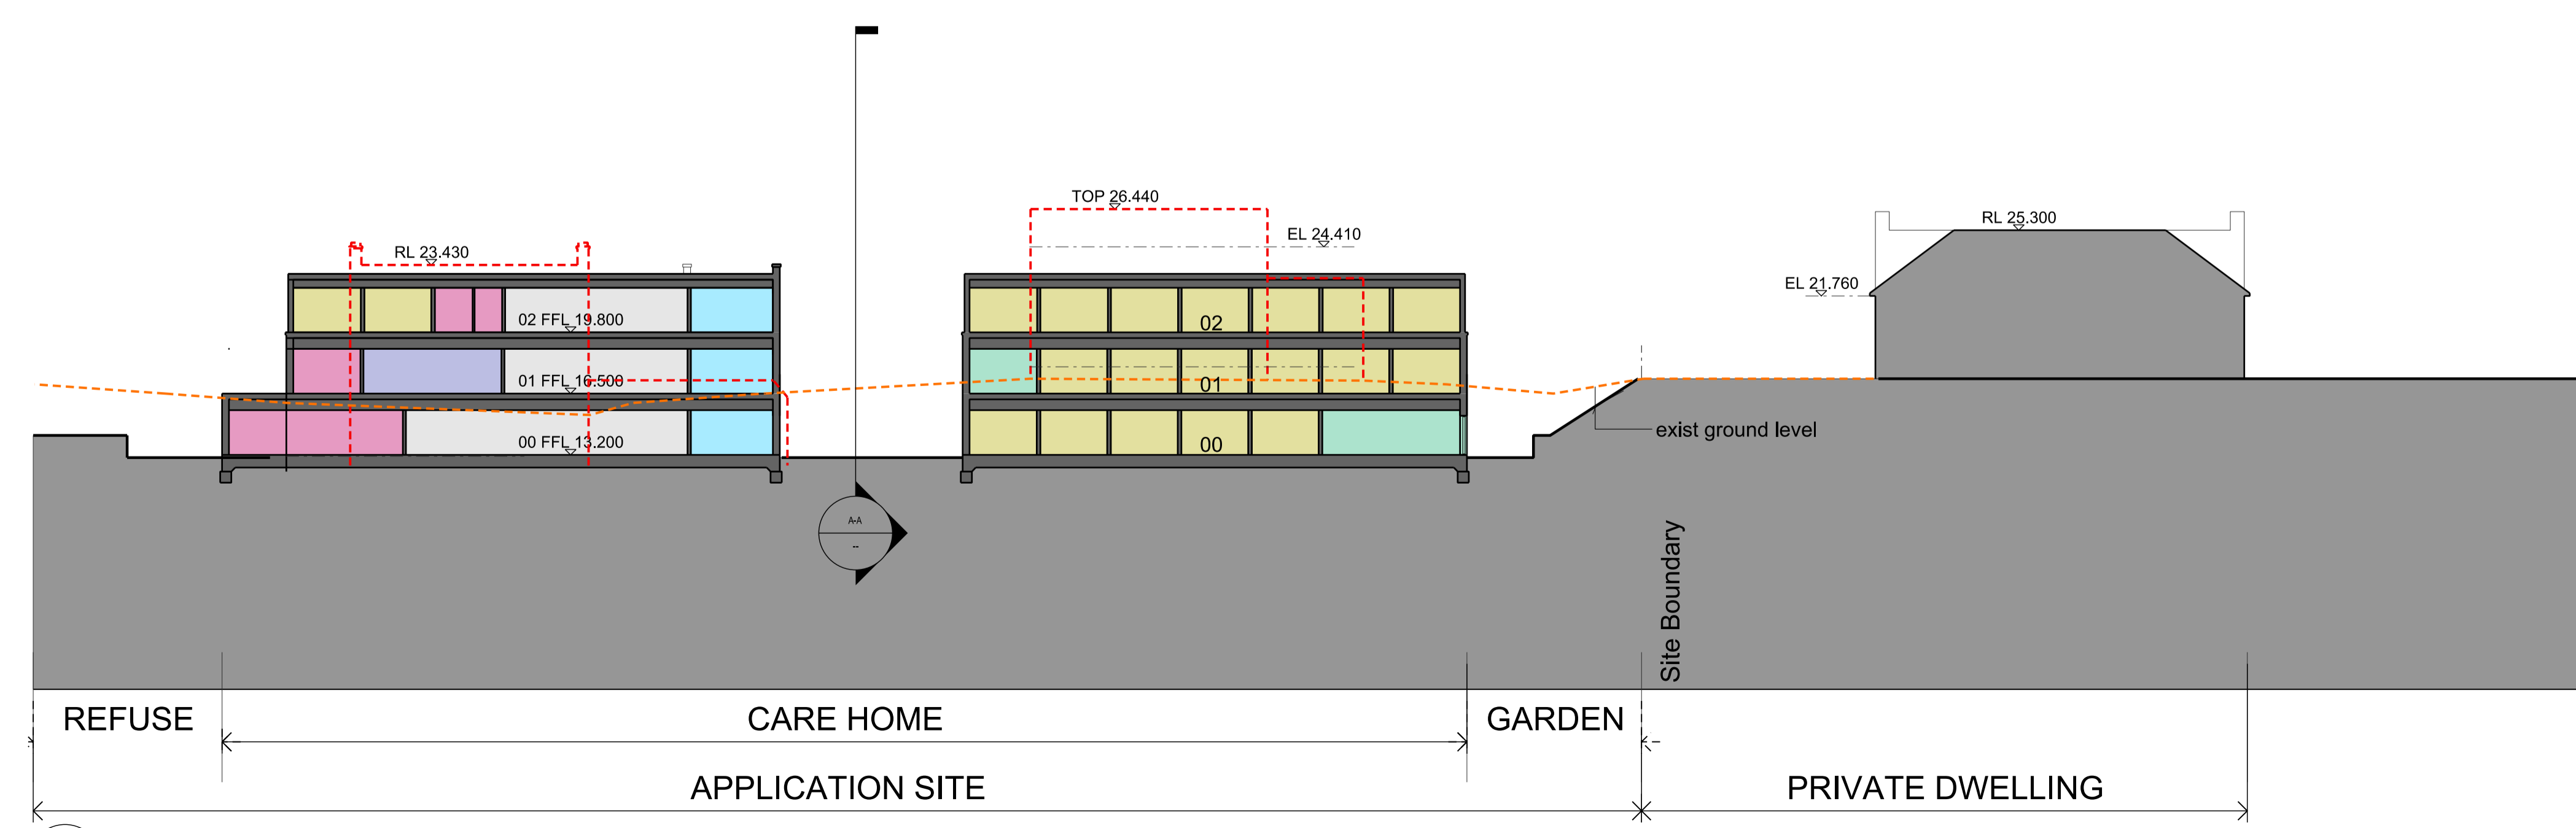 TOP 26.440
RL 25.300
EL 24.410
RL 23.430
EL 21.760
02 FFL 19.800
02
01 FFL 16.500
01
exist ground level
00 FFL 13.200
00
A-A
--
Site Boundary
REFUSE
CARE HOME
GARDEN
APPLICATION SITE
PRIVATE DWELLING